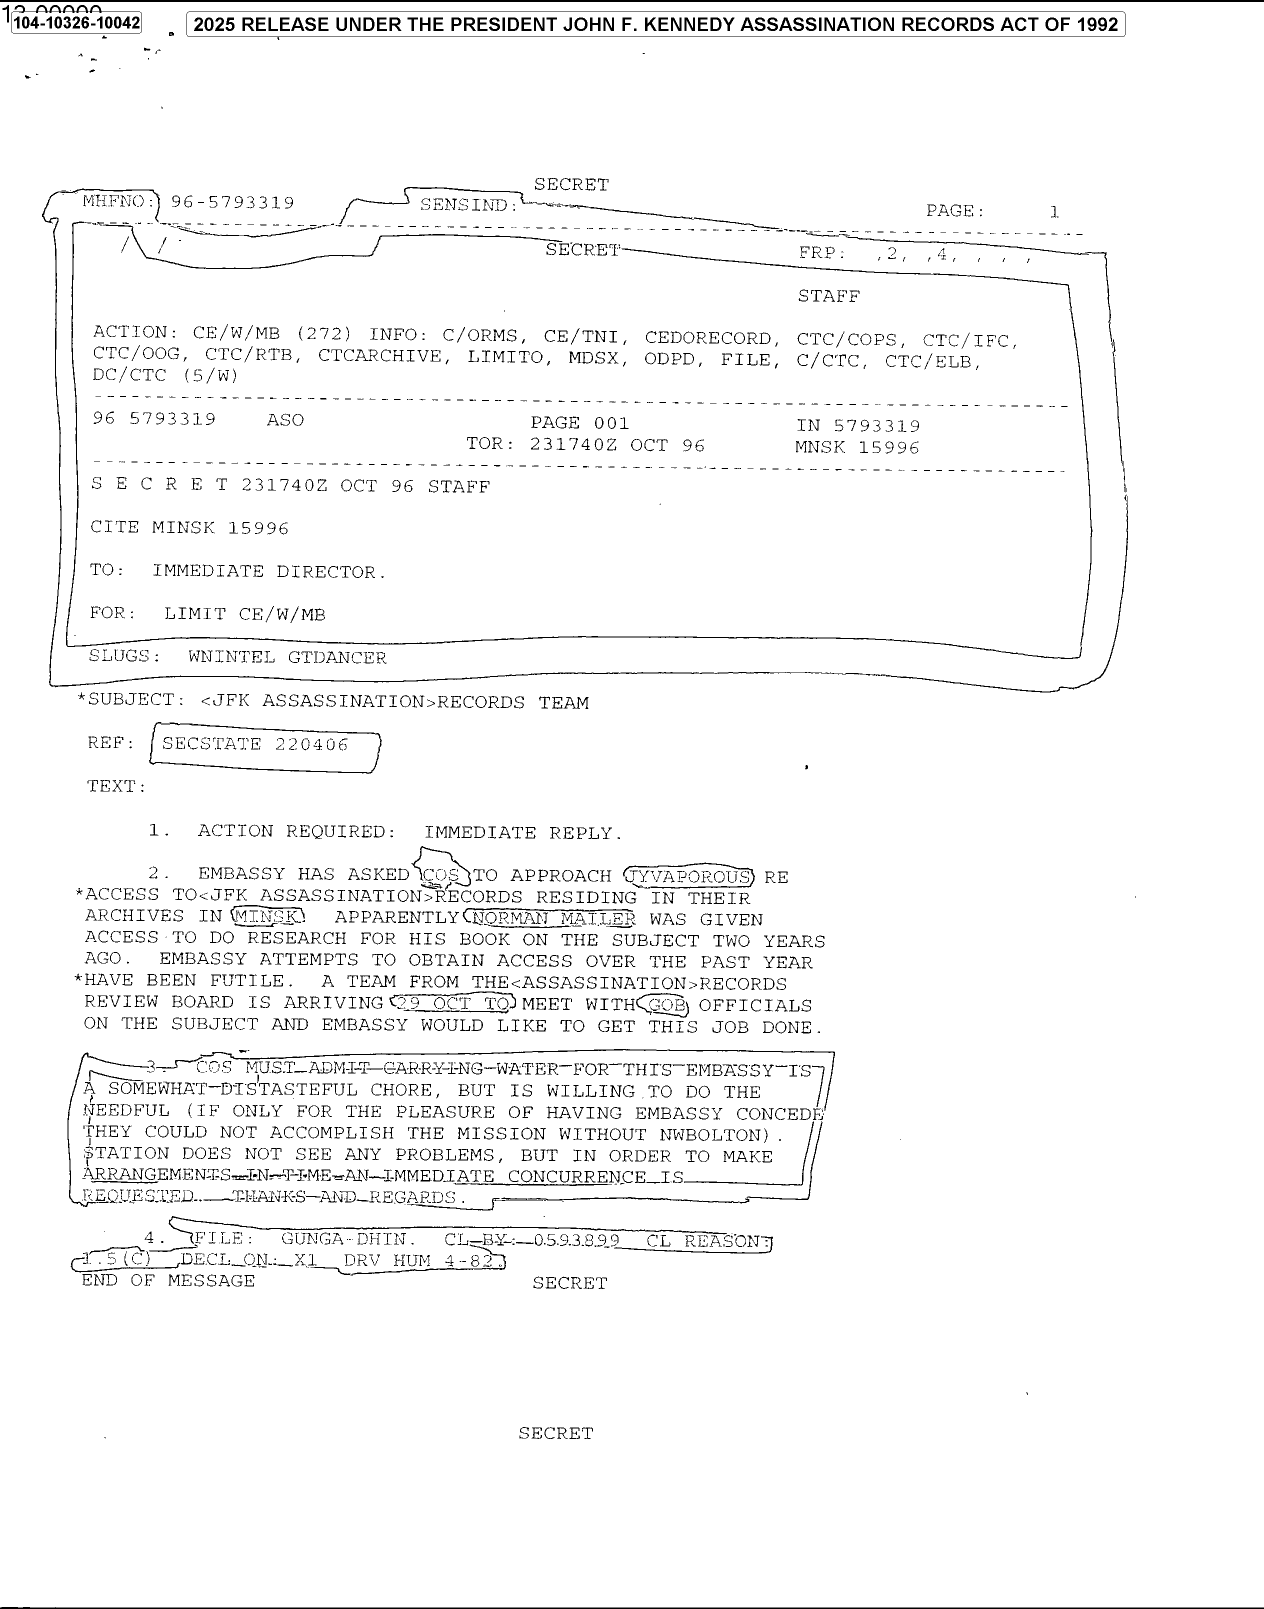 104-10326-10042
2025 RELEASE UNDER THE PRESIDENT JOHN F. KENNEDY ASSASSINATION RECORDS ACT OF 1992
SECRET
MHFNO: 96-5793319 SENSIND: PAGE: 1
/ / SECRET FRP: ,2, ,4, , , ,
STAFF
ACTION: CE/W/MB (272) INFO: C/ORMS, CE/TNI, CEDORECORD, CTC/COPS, CTC/IFC,
CTC/OOG, CTC/RTB, CTCARCHIVE, LIMITO, MDSX, ODPD, FILE, C/CTC, CTC/ELB,
DC/CTC (5/W)
96 5793319 ASO PAGE 001 IN 5793319
TOR: 231740Z OCT 96 MNSK 15996
S E C R E T 231740Z OCT 96 STAFF
CITE MINSK 15996
TO: IMMEDIATE DIRECTOR.
FOR: LIMIT CE/W/MB
SLUGS: WNINTEL GTDANCER
*SUBJECT: <JFK ASSASSINATION>RECORDS TEAM
REF: SECSTATE 220406
TEXT:
1. ACTION REQUIRED: IMMEDIATE REPLY.
2. EMBASSY HAS ASKED COS TO APPROACH TYVAPOROUS RE
*ACCESS TO<JFK ASSASSINATION>RECORDS RESIDING IN THEIR
ARCHIVES IN MINSK. APPARENTLY NORMAN MAILER WAS GIVEN
ACCESS TO DO RESEARCH FOR HIS BOOK ON THE SUBJECT TWO YEARS
AGO. EMBASSY ATTEMPTS TO OBTAIN ACCESS OVER THE PAST YEAR
*HAVE BEEN FUTILE. A TEAM FROM THE<ASSASSINATION>RECORDS
REVIEW BOARD IS ARRIVING 29 OCT TO MEET WITH GOB OFFICIALS
ON THE SUBJECT AND EMBASSY WOULD LIKE TO GET THIS JOB DONE.
3. COS MUST ADMIT CARRYING WATER FOR THIS EMBASSY IS
A SOMEWHAT DISTASTEFUL CHORE, BUT IS WILLING TO DO THE
NEEDFUL (IF ONLY FOR THE PLEASURE OF HAVING EMBASSY CONCEDE
THEY COULD NOT ACCOMPLISH THE MISSION WITHOUT NWBOLTON).
STATION DOES NOT SEE ANY PROBLEMS, BUT IN ORDER TO MAKE
ARRANGEMENTS IN TIME AN IMMEDIATE CONCURRENCE IS
REQUESTED. THANKS AND REGARDS.
4. FILE: GUNGA-DHIN. CL BY: 0593899 CL REASON:
1.5(C) DECL ON: X1 DRV HUM 4-82.
END OF MESSAGE SECRET
SECRET